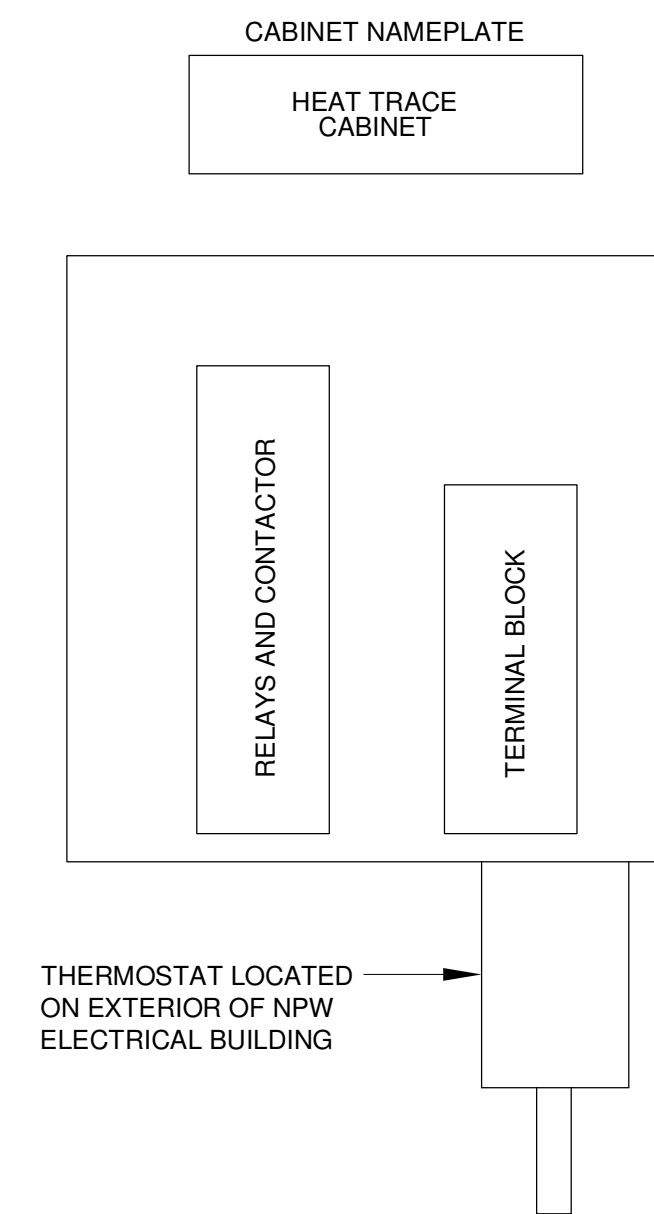 CABINET NAMEPLATE
HEAT TRACE
CABINET
RELAYS AND CONTACTOR
TERMINAL BLOCK
THERMOSTAT LOCATED
ON EXTERIOR OF NPW
ELECTRICAL BUILDING